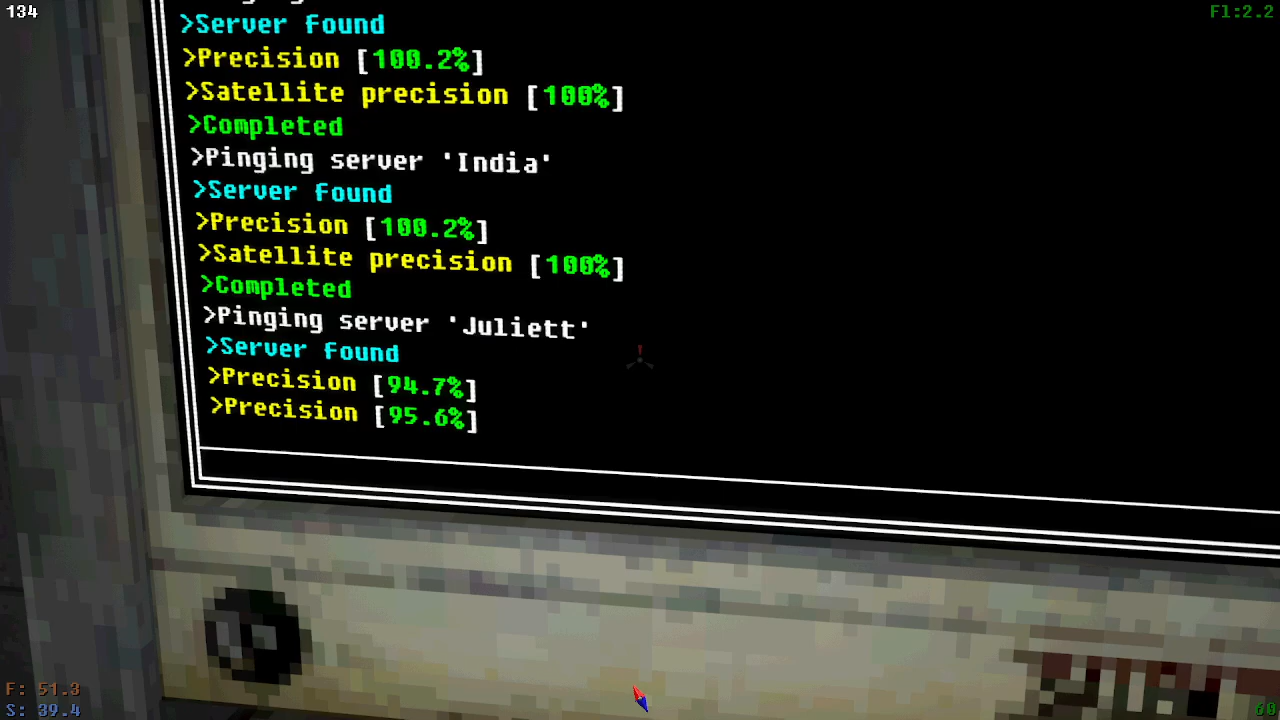 134
Fl:2.2
>Server found
>Precision [100.2%]
>Satellite precision [100%]
>Completed
>Pinging server 'India'
>Server found
>Precision [100.2%]
>Satellite precision [100%]
>Completed
>Pinging server 'Juliett'
>Server found
>Precision [94.7%]
>Precision [95.6%]
F: 51.3
S: 39.4
60